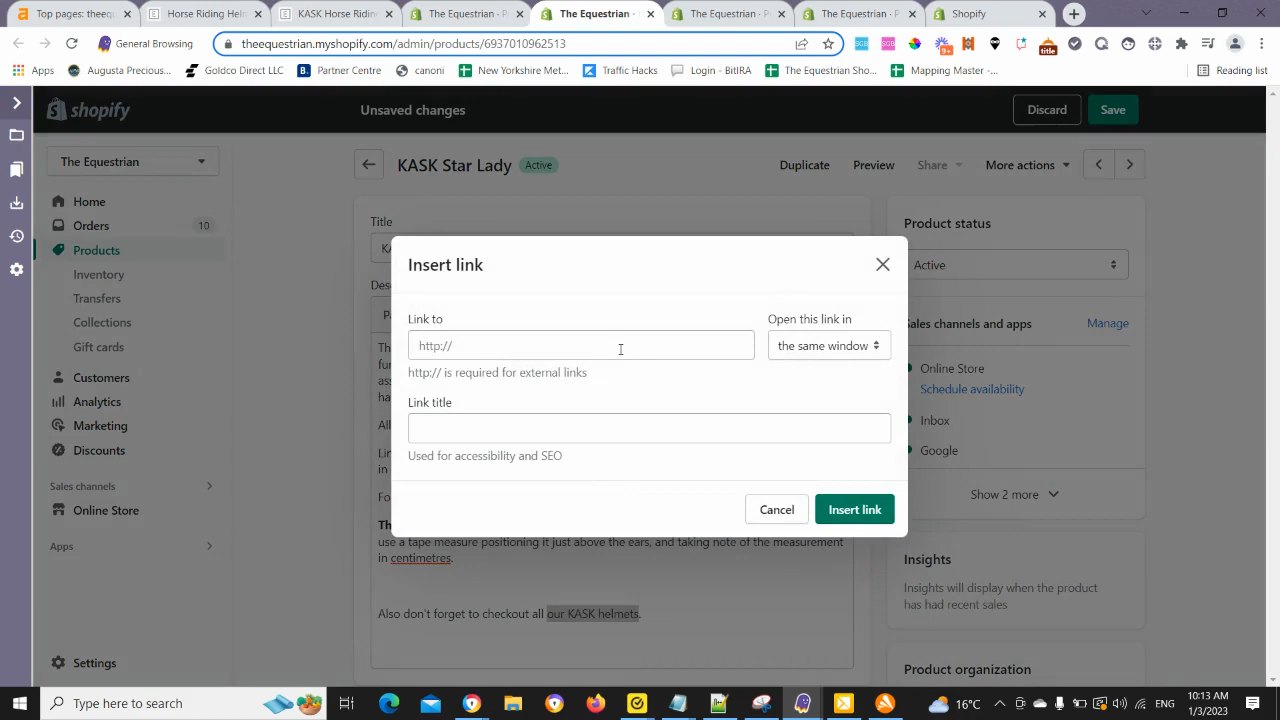 Top pages: theequest
Horse Riding Hel
KASK Horse Riding
The Equestrian · P
The Equestrian ·
The Equestrian · P
The Equestrian · P
Shopify
General Browsing
theequestrian.myshopify.com/admin/products/6937010962513
SCB
SCB
9+
title
Apps
Augusta Precious...
Goldco Direct LLC
Partner Centre
canoni
New Yorkshire Met...
Traffic Hacks
Login - BitIRA
The Equestrian Sho...
Mapping Master -...
Reading list
shopify
Unsaved changes
Discard
Save
The Equestrian
KASK Star Lady
Active
Duplicate
Preview
Share
More actions
Home
Orders
10
Products
Inventory
Transfers
Collections
Gift cards
Customers
Analytics
Marketing
Discounts
Sales channels
Online Store
Apps
Settings
Title
Insert link
Link to
http://
http:// is required for external links
Open this link in
the same window
Link title
Used for accessibility and SEO
Cancel
Insert link
use a tape measure positioning it just above the ears, and taking note of the measurement
in centimetres.
Also don't forget to checkout all our KASK helmets.
Product status
Active
Sales channels and apps
Manage
Online Store
Schedule availability
Inbox
Google
Show 2 more
Insights
Insights will display when the product
has had recent sales
Product organization
Type here to search
16°C
ENG
10:13 AM
1/3/2023